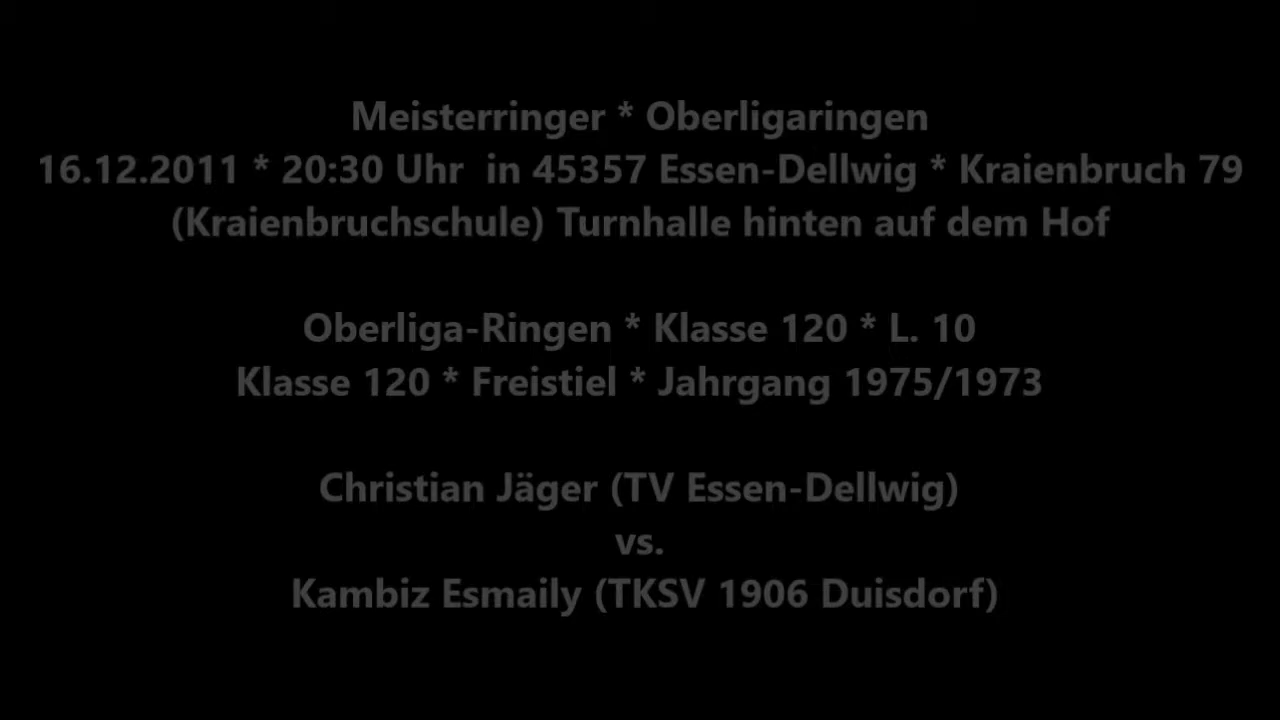 Meisterringer * Oberligaringen
16.12.2011 * 20:30 Uhr  in 45357 Essen-Dellwig * Kraienbruch 79
(Kraienbruchschule) Turnhalle hinten auf dem Hof
Oberliga-Ringen * Klasse 120 * L. 10
Klasse 120 * Freistiel * Jahrgang 1975/1973
Christian Jäger (TV Essen-Dellwig)
vs.
Kambiz Esmaily (TKSV 1906 Duisdorf)